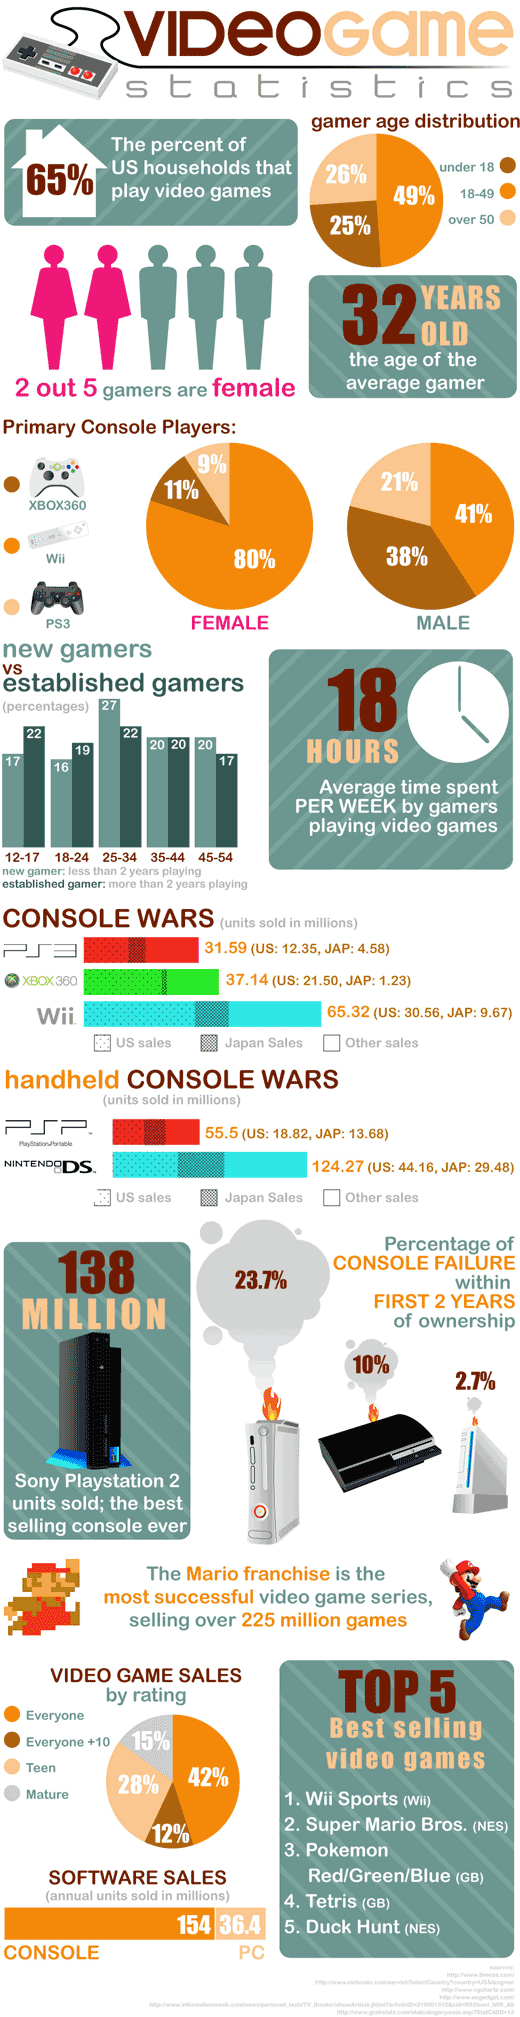 VIDEOGAME
statistics
65%
The percent of
US households that
play video games
gamer age distribution
26%
49%
25%
under 18
18-49
over 50
2 out 5 gamers are female
32 YEARS
OLD
the age of the
average gamer
Primary Console Players:
XBOX360
Wii
PS3
9%
11%
80%
FEMALE
21%
41%
38%
MALE
new gamers
vs
established gamers
(percentages)
17 22
16 19
27 22
20 20
20 17
12-17 18-24 25-34 35-44 45-54
new gamer: less than 2 years playing
established gamer: more than 2 years playing
18
HOURS
Average time spent
PER WEEK by gamers
playing video games
CONSOLE WARS (units sold in millions)
PS3 31.59 (US: 12.35, JAP: 4.58)
XBOX 360 37.14 (US: 21.50, JAP: 1.23)
Wii 65.32 (US: 30.56, JAP: 9.67)
US sales Japan Sales Other sales
handheld CONSOLE WARS
(units sold in millions)
PSP 55.5 (US: 18.82, JAP: 13.68)
PlayStation Portable
NINTENDO DS 124.27 (US: 44.16, JAP: 29.48)
US sales Japan Sales Other sales
138
MILLION
Sony Playstation 2
units sold; the best
selling console ever
Percentage of
CONSOLE FAILURE
within
FIRST 2 YEARS
of ownership
23.7%
10%
2.7%
The Mario franchise is the
most successful video game series,
selling over 225 million games
VIDEO GAME SALES
by rating
Everyone
Everyone +10
Teen
Mature
15%
42%
28%
12%
SOFTWARE SALES
(annual units sold in millions)
154 36.4
CONSOLE PC
TOP 5
Best selling
video games
1. Wii Sports (Wii)
2. Super Mario Bros. (NES)
3. Pokemon
Red/Green/Blue (GB)
4. Tetris (GB)
5. Duck Hunt (NES)
sources: